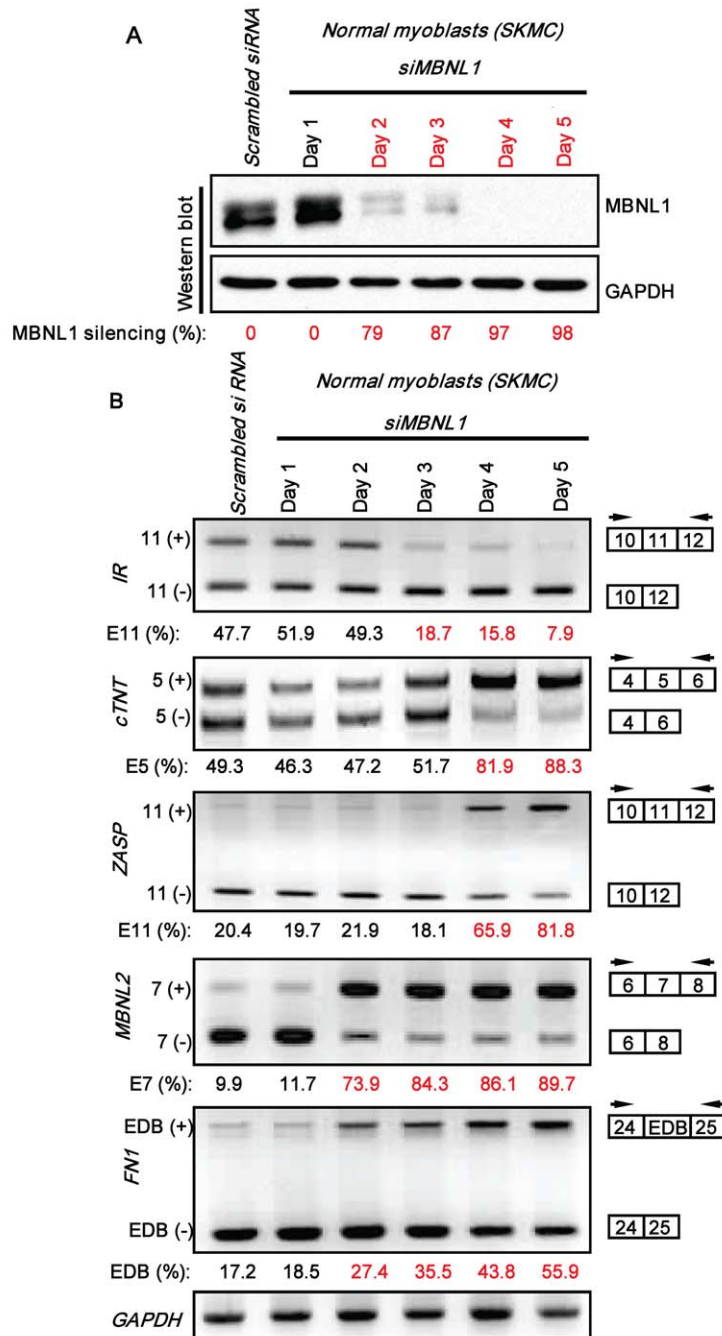 A
Scrambled siRNA
Normal myoblasts (SKMC)
siMBNL1
Day 1
Day 2
Day 3
Day 4
Day 5
Western blot
MBNL1
GAPDH
MBNL1 silencing (%): 0 0 79 87 97 98
B
Scrambled si RNA
Normal myoblasts (SKMC)
siMBNL1
Day 1
Day 2
Day 3
Day 4
Day 5
IR
11 (+)
10 11 12
11 (-)
10 12
E11 (%): 47.7 51.9 49.3 18.7 15.8 7.9
cTNT
5 (+)
4 5 6
5 (-)
4 6
E5 (%): 49.3 46.3 47.2 51.7 81.9 88.3
ZASP
11 (+)
10 11 12
11 (-)
10 12
E11 (%): 20.4 19.7 21.9 18.1 65.9 81.8
MBNL2
7 (+)
6 7 8
7 (-)
6 8
E7 (%): 9.9 11.7 73.9 84.3 86.1 89.7
FN1
EDB (+)
24 EDB 25
EDB (-)
24 25
EDB (%): 17.2 18.5 27.4 35.5 43.8 55.9
GAPDH